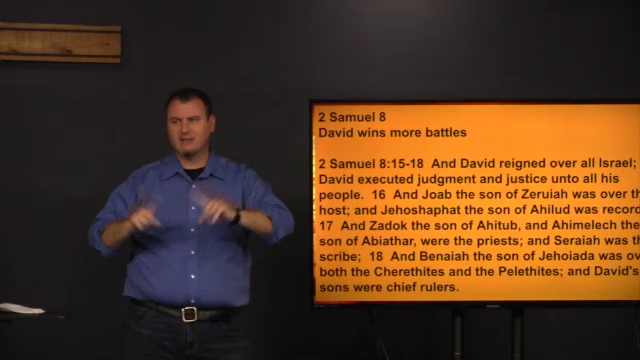 2 Samuel 8
David wins more battles
2 Samuel 8:15-18 And David reigned over all Israel;
David executed judgment and justice unto all his
people. 16 And Joab the son of Zeruiah was over th
host; and Jehoshaphat the son of Ahilud was record
17 And Zadok the son of Ahitub, and Ahimelech the
son of Abiathar, were the priests; and Seraiah was th
scribe; 18 And Benaiah the son of Jehoiada was ov
both the Cherethites and the Pelethites; and David's
sons were chief rulers.